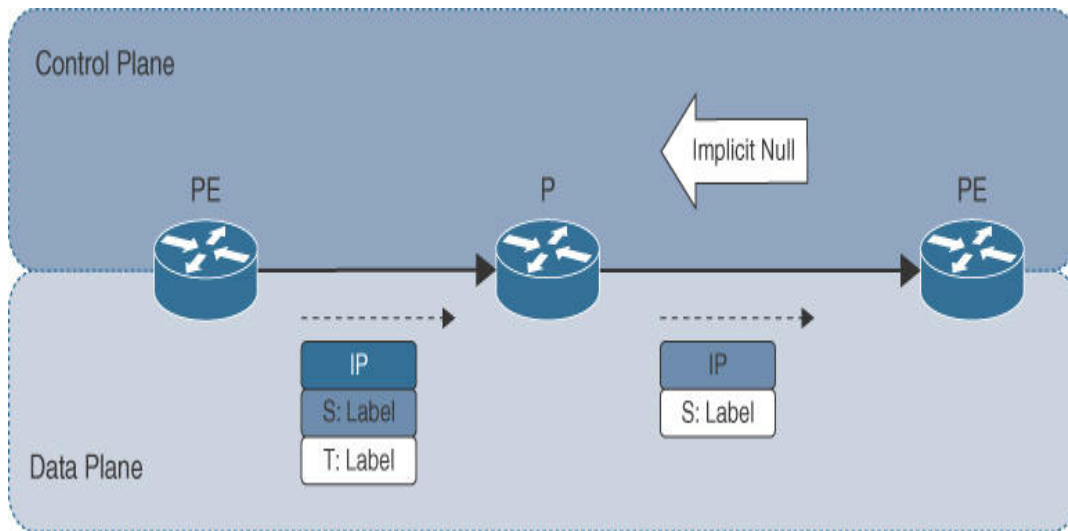 Control Plane
Implicit Null
PE
P
PE
IP
S: Label
T: Label
IP
S: Label
Data Plane